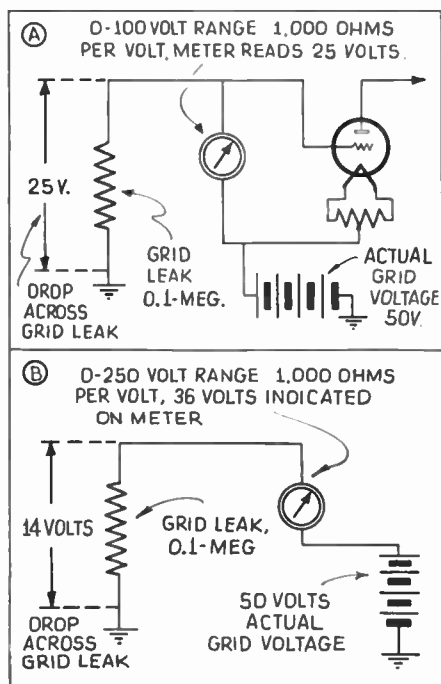 A
0-100 VOLT RANGE 1,000 OHMS
PER VOLT, METER READS 25 VOLTS.
25 V.
GRID
LEAK
0.1-MEG.
DROP
ACROSS
GRID LEAK
ACTUAL
GRID
VOLTAGE
50V.
B
0-250 VOLT RANGE 1,000 OHMS
PER VOLT, 36 VOLTS INDICATED
ON METER
14 VOLTS
GRID LEAK,
0.1-MEG
DROP
ACROSS
GRID LEAK
50 VOLTS
ACTUAL
GRID VOLTAGE